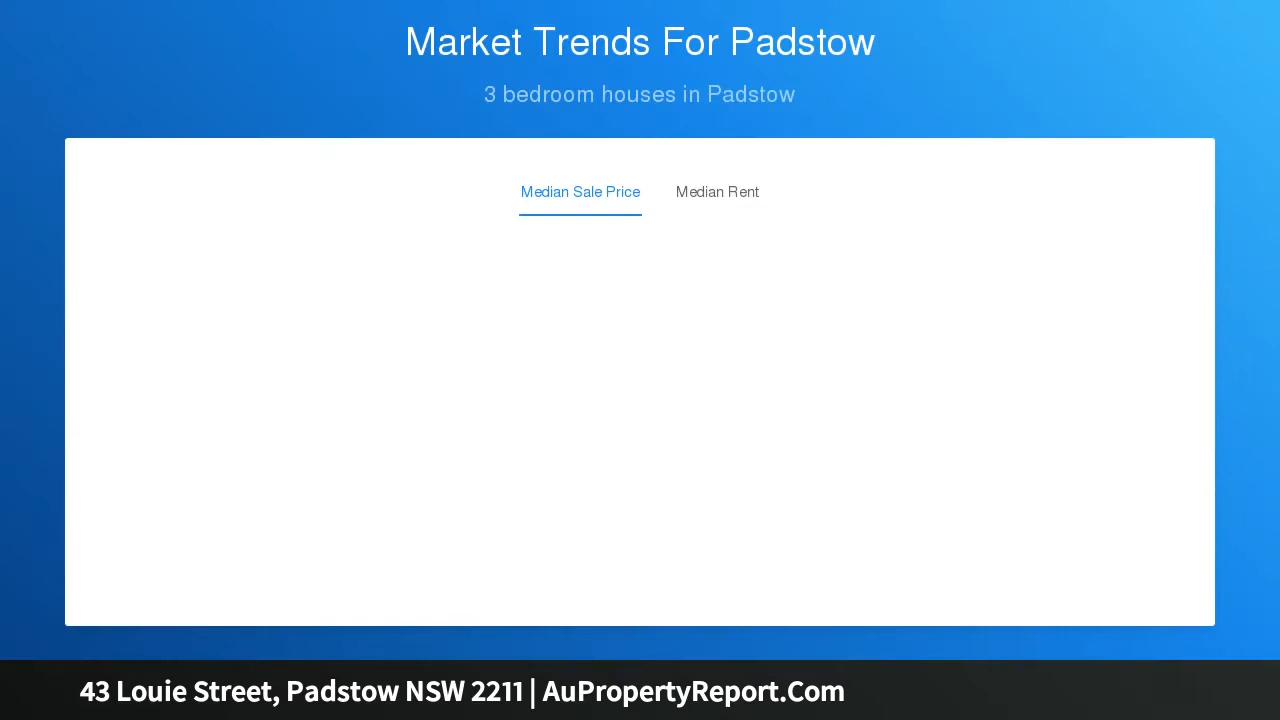 Market Trends For Padstow
3 bedroom houses in Padstow
Median Sale Price Median Rent
43 Louie Street, Padstow NSW 2211 | AuPropertyReport.Com